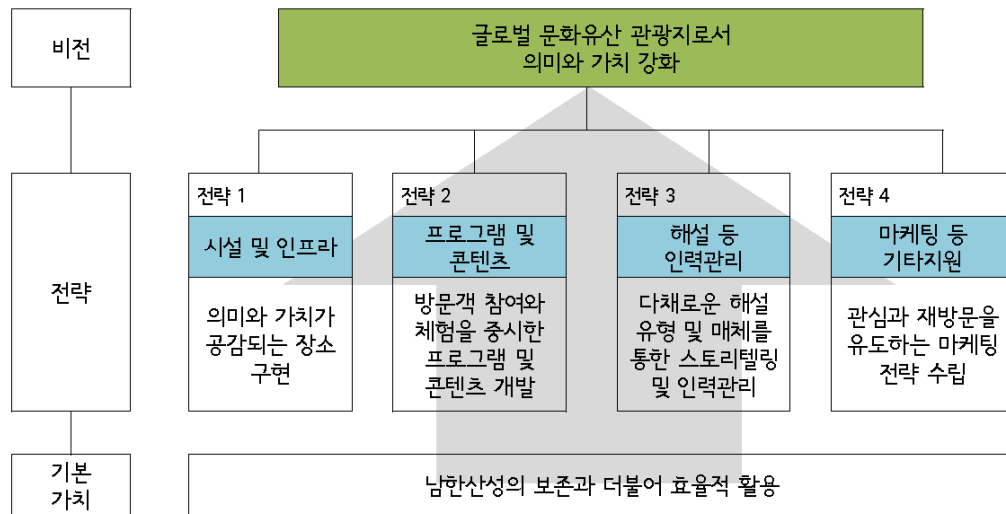 비전
글로벌 문화유산 관광지로서
의미와 가치 강화
전략
전략 1
시설 및 인프라
의미와 가치가
공감되는 장소
구현
전략 2
프로그램 및
콘텐츠
방문객 참여와
체험을 중시한
프로그램 및
콘텐츠 개발
전략 3
해설 등
인력관리
다채로운 해설
유형 및 매체를
통한 스토리텔링
및 인력관리
전략 4
마케팅 등
기타지원
관심과 재방문을
유도하는 마케팅
전략 수립
기본
가치
남한산성의 보존과 더불어 효율적 활용